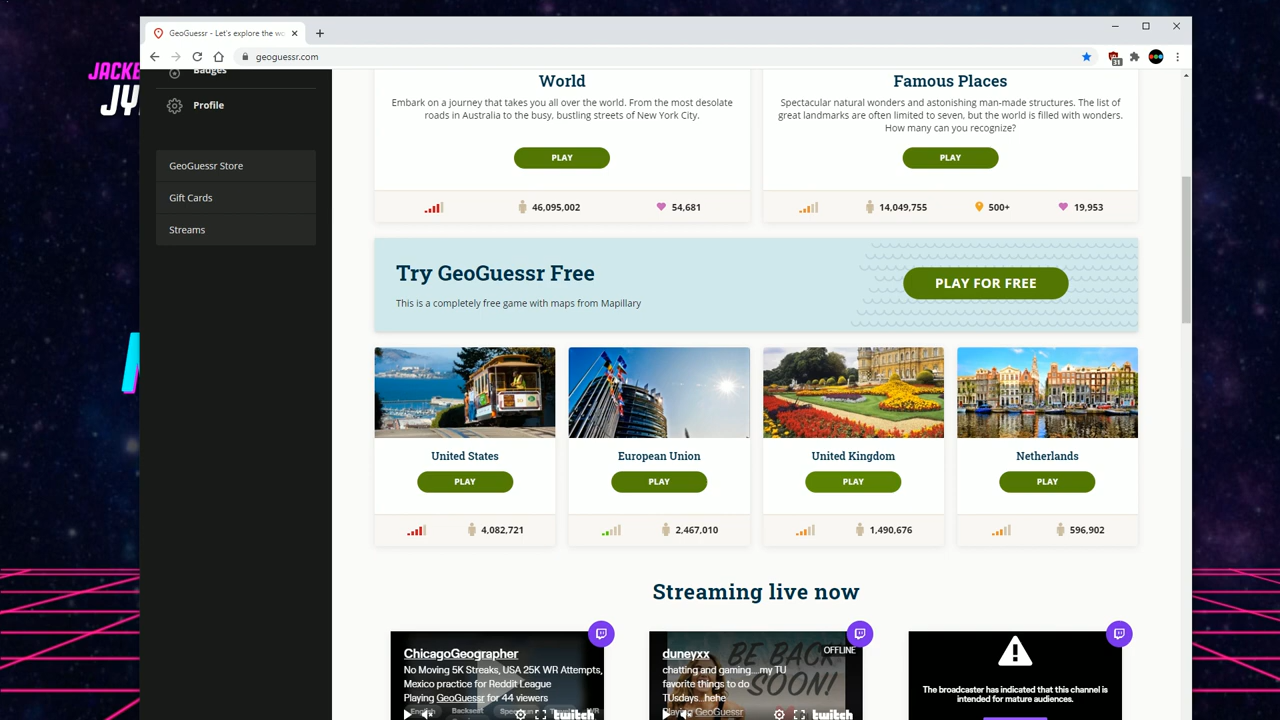 GeoGuessr - Let's explore the wo
geoguessr.com
31
JACKB
JY
Badges
Profile
GeoGuessr Store
Gift Cards
Streams
World
Embark on a journey that takes you all over the world. From the most desolate
roads in Australia to the busy, bustling streets of New York City.
PLAY
46,095,002
54,681
Famous Places
Spectacular natural wonders and astonishing man-made structures. The list of
great landmarks are often limited to seven, but the world is filled with wonders.
How many can you recognize?
PLAY
14,049,755
500+
19,953
Try GeoGuessr Free
This is a completely free game with maps from Mapillary
PLAY FOR FREE
United States
PLAY
4,082,721
European Union
PLAY
2,467,010
United Kingdom
PLAY
1,490,676
Netherlands
PLAY
596,902
Streaming live now
ChicagoGeographer
No Moving 5K Streaks, USA 25K WR Attempts,
Mexico practice for Reddit League
Playing GeoGuessr for 44 viewers
twitch
duneyxx
OFFLINE
BE BACK
SOON!
chatting and gaming....my TU
favorite things to do
TUsdays...hehe
Playing GeoGuessr
twitch
The broadcaster has indicated that this channel is
intended for mature audiences.